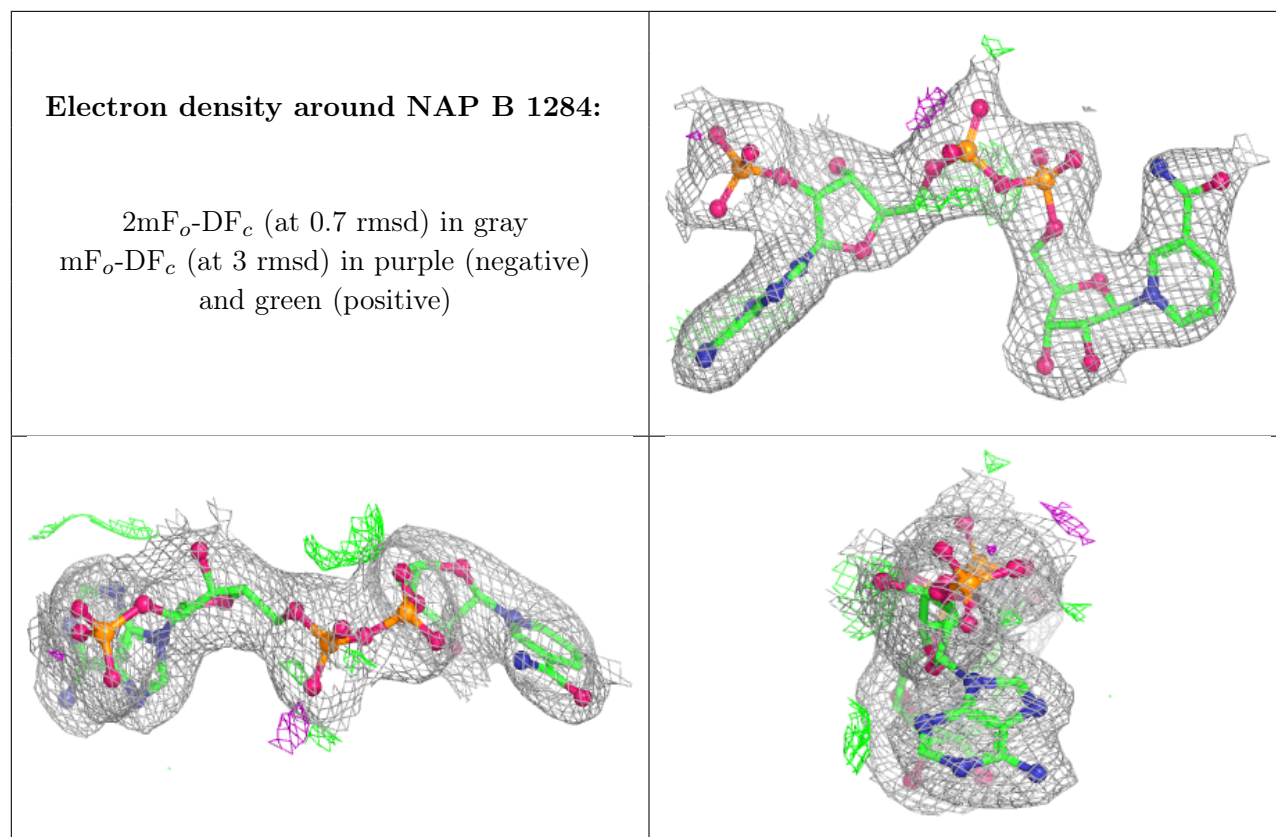 Electron density around NAP B 1284:
2mFo-DFc (at 0.7 rmsd) in gray
mFo-DFc (at 3 rmsd) in purple (negative)
and green (positive)